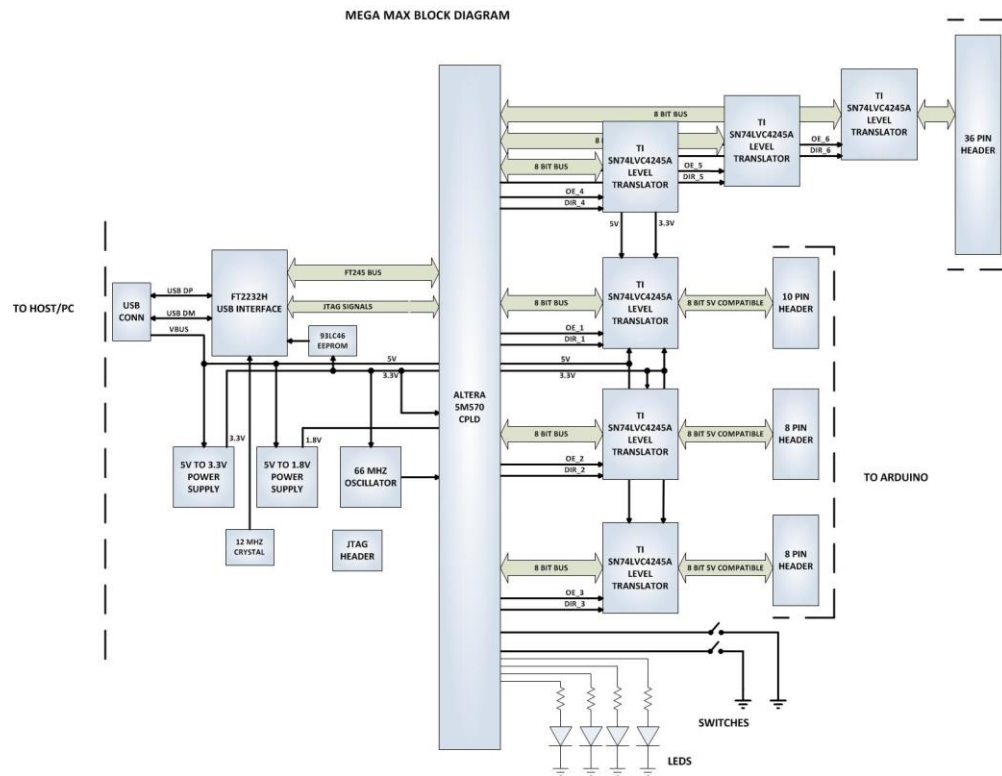 MEGA MAX BLOCK DIAGRAM
TI
SN74LVC4245A
LEVEL
TRANSLATOR
36 PIN
HEADER
8 BIT BUS
TI
SN74LVC4245A
LEVEL
TRANSLATOR
OE_6
DIR_6
8
TI
SN74LVC4245A
LEVEL
TRANSLATOR
8 BIT BUS
OE_5
DIR_5
OE_4
DIR_4
5V
3.3V
TO HOST/PC
USB
CONN
USB DP
USB DM
VBUS
FT2232H
USB INTERFACE
FT245 BUS
JTAG SIGNALS
93LC46
EEPROM
5V
3.3V
ALTERA
5M570
CPLD
8 BIT BUS
OE_1
DIR_1
5V
3.3V
TI
SN74LVC4245A
LEVEL
TRANSLATOR
8 BIT 5V COMPATIBLE
10 PIN
HEADER
3.3V
1.8V
5V TO 3.3V
POWER
SUPPLY
5V TO 1.8V
POWER
SUPPLY
66 MHZ
OSCILLATOR
12 MHZ
CRYSTAL
JTAG
HEADER
8 BIT BUS
OE_2
DIR_2
TI
SN74LVC4245A
LEVEL
TRANSLATOR
8 BIT 5V COMPATIBLE
8 PIN
HEADER
TO ARDUINO
8 BIT BUS
OE_3
DIR_3
TI
SN74LVC4245A
LEVEL
TRANSLATOR
8 BIT 5V COMPATIBLE
8 PIN
HEADER
SWITCHES
LEDS